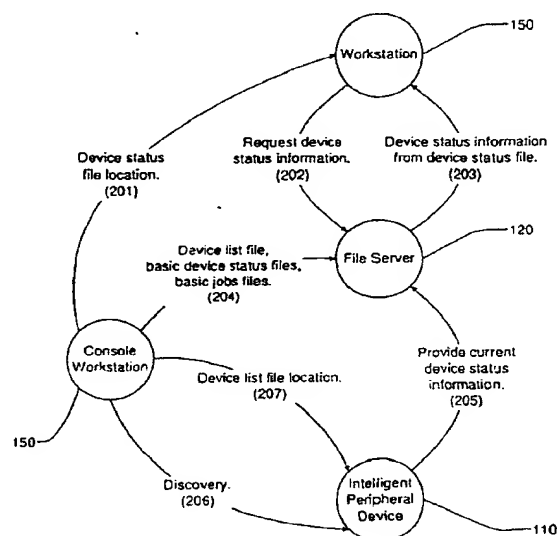 150
Workstation
Device status
file location.
(201)
Request device
status information.
(202)
Device status information
from device status file.
(203)
120
Device list file,
basic device status files,
basic jobs files.
(204)
File Server
Console
Workstation
Provide current
device status
information.
(205)
Device list file location.
(207)
150
Discovery.
(206)
Intelligent
Peripheral
Device
110